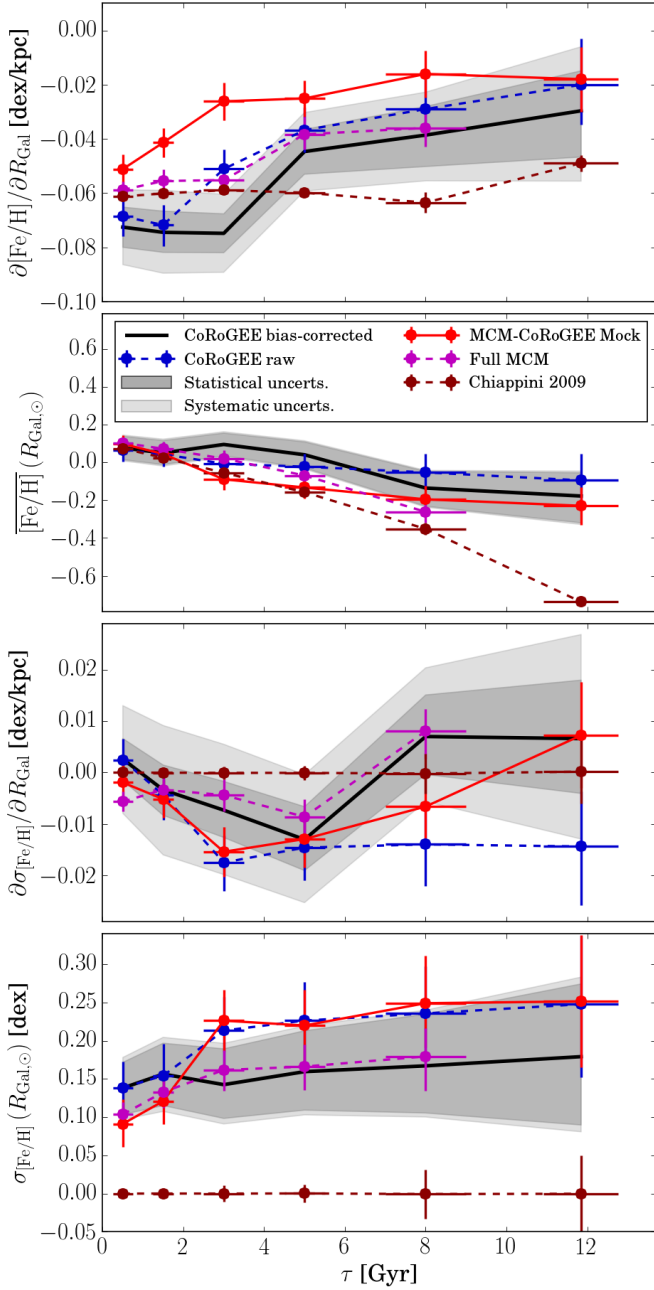 0.00
−0.02
−0.04
−0.06
−0.08
−0.10
∂[Fe/H]/∂R_Gal [dex/kpc]
CoRoGEE bias-corrected
CoRoGEE raw
Statistical uncerts.
Systematic uncerts.
MCM-CoRoGEE Mock
Full MCM
Chiappini 2009
0.6
0.4
0.2
0.0
−0.2
−0.4
−0.6
[Fe/H] (R_Gal,⊙)
0.02
0.01
0.00
−0.01
−0.02
∂σ_[Fe/H]/∂R_Gal [dex/kpc]
0.30
0.25
0.20
0.15
0.10
0.05
0.00
−0.05
σ_[Fe/H] (R_Gal,⊙) [dex]
0 2 4 6 8 10 12
τ [Gyr]